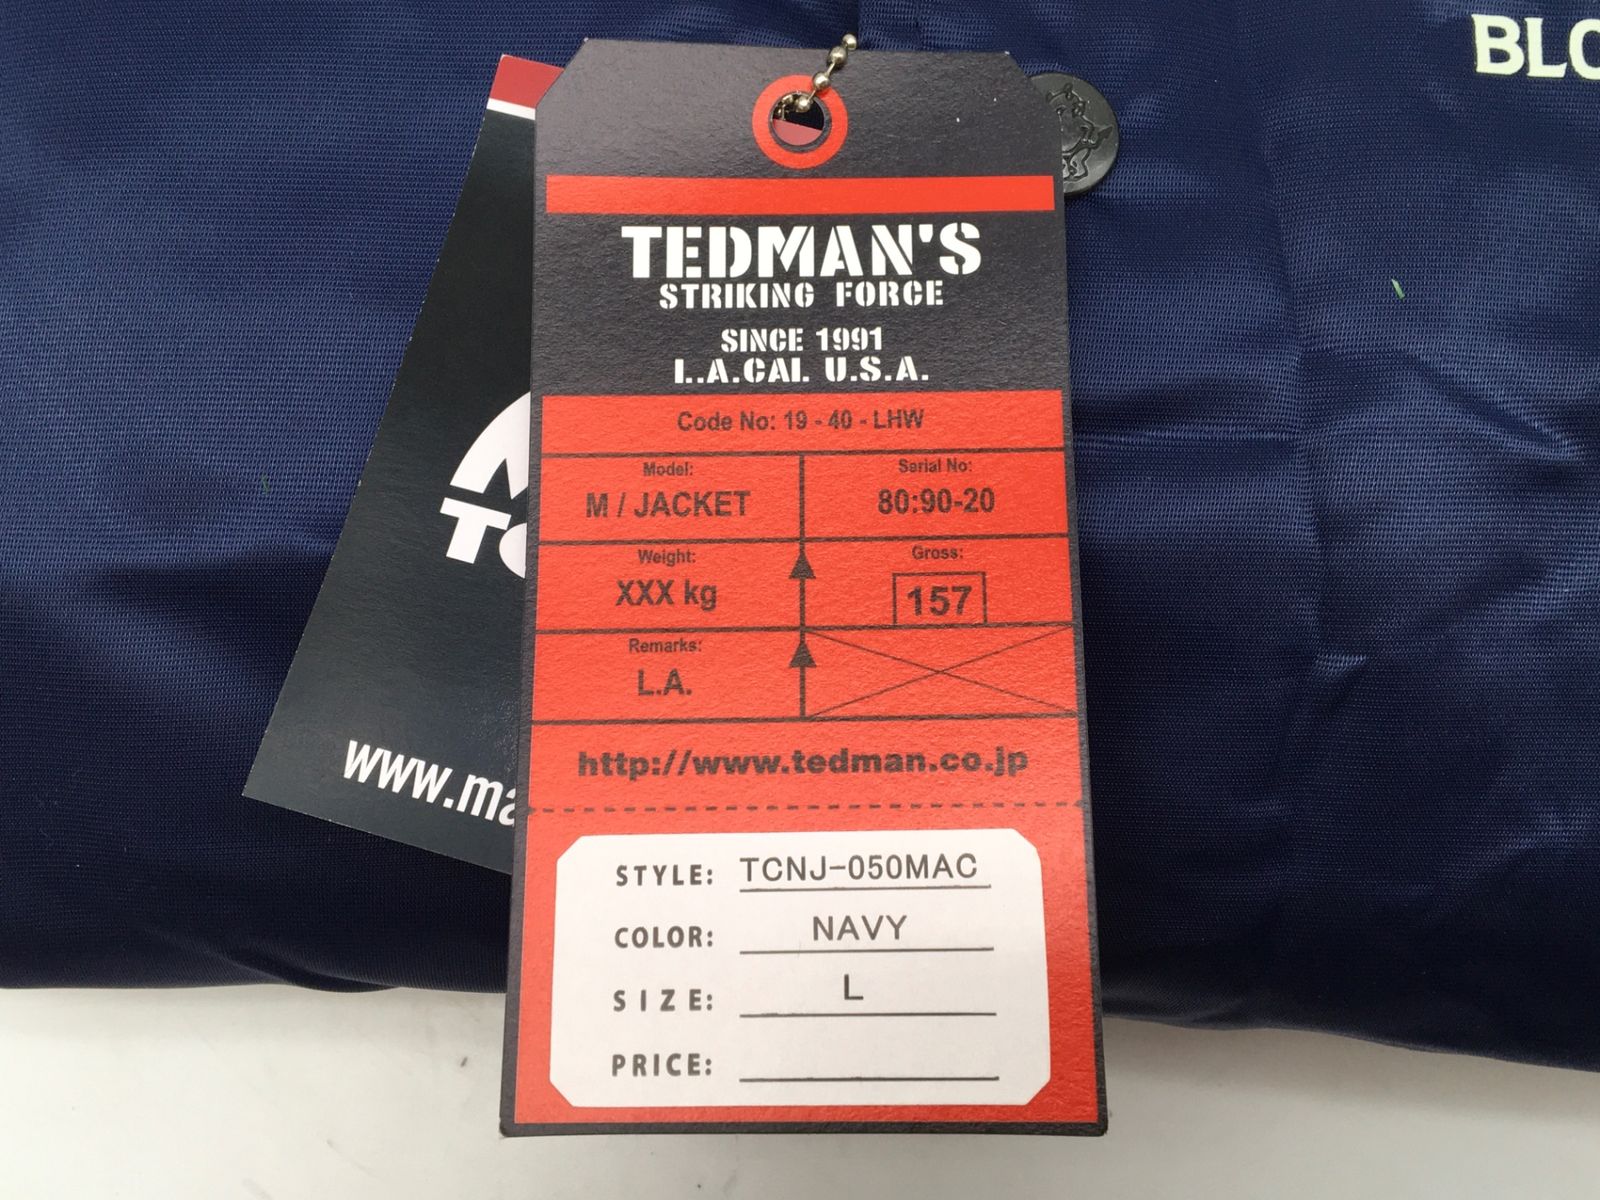 BLO
TEDMAN'S
STRIKING FORCE
SINCE 1991
L.A.CAL U.S.A.
Code No: 19 - 40 - LHW
Model:
M / JACKET
Serial No:
80:90-20
Weight:
XXX kg
Gross:
157
Remarks:
L.A.
http://www.tedman.co.jp
STYLE: TCNJ-050MAC
COLOR: NAVY
SIZE: L
PRICE:
www.ma